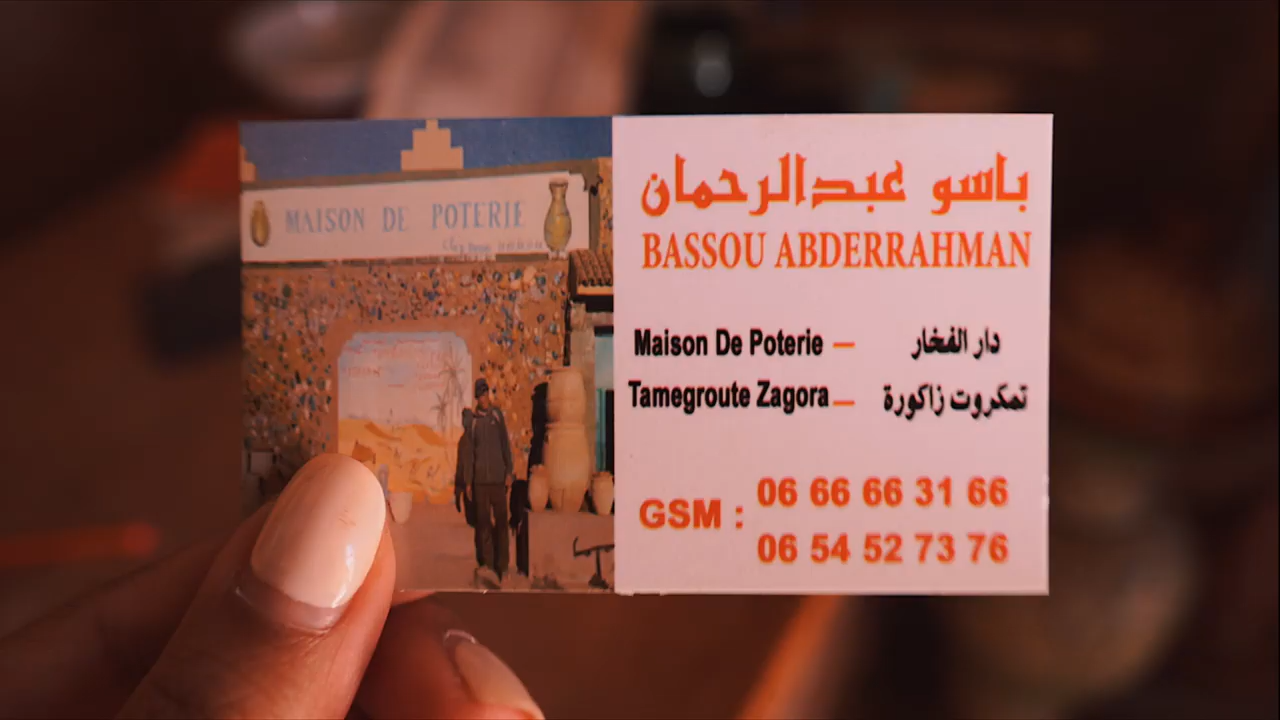 MAISON DE POTERIE
باسو عبدالرحمان
BASSOU ABDERRAHMAN
Maison De Poterie — دار الفخار
Tamegroute Zagora — تمكروت زاكورة
GSM :
06 66 66 31 66
06 54 52 73 76